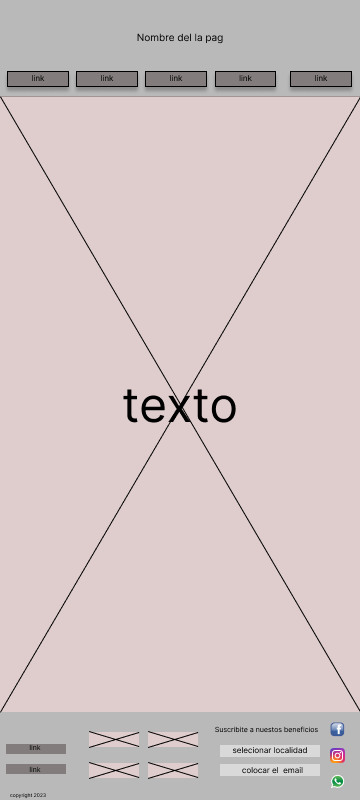 Nombre del la pag
link link link link link
texto
Suscribite a nuestos beneficios
link
selecionar localidad
link
colocar el email
copyright 2023